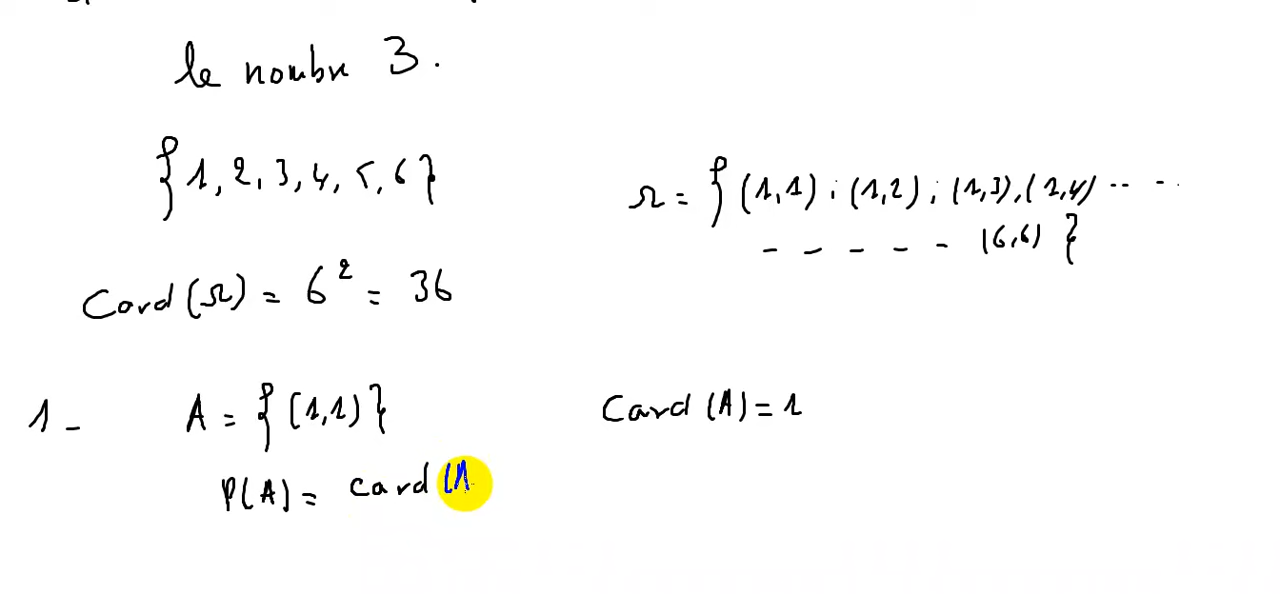 le nombre 3.
{1, 2, 3, 4, 5, 6}
Ω = { (1,1) ; (1,2) ; (1,3), (1,4) .. - .
- - - - - (6,6) }
Card (Ω) = 6² = 36
1 - A = { (1,1) } Card (A) = 1
P(A) = card (A